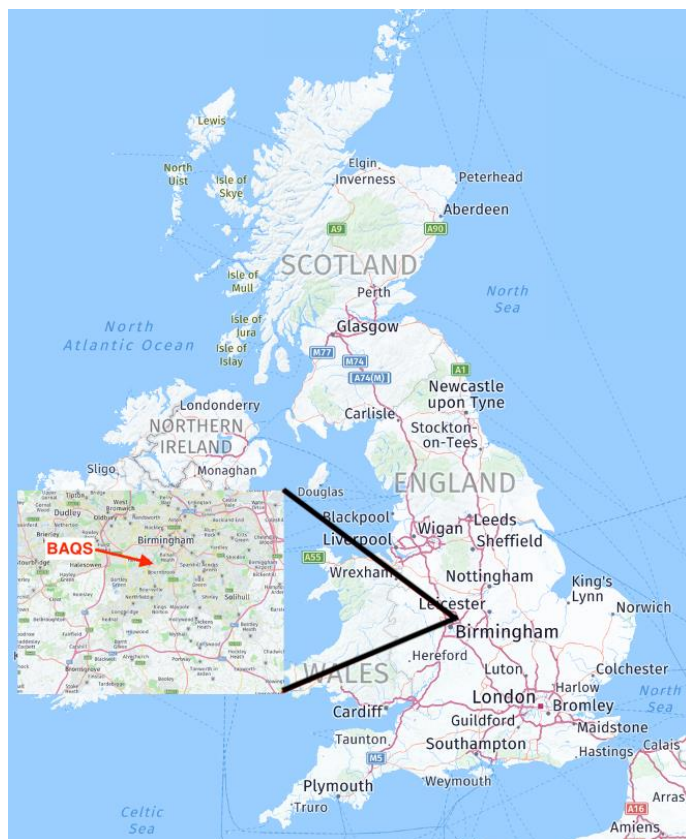 Lewis
North
Uist
Isle of
Skye
Elgin
Inverness
Peterhead
Aberdeen
A9
A90
SCOTLAND
Isle of
Mull
Perth
North
Sea
Isle of
Jura
Isle of
Islay
North
Atlantic Ocean
Glasgow
M77
M74
A74(M)
A1
Newcastle
upon Tyne
Londonderry
NORTHERN
IRELAND
Carlisle
Stockton-
on-Tees
Sligo
Monaghan
ENGLAND
Douglas
Blackpool
Leeds
Wigan
Liverpool
Sheffield
A55
Wrexham
Nottingham
King's
Lynn
Norwich
Leicester
Birmingham
WALES
Hereford
Luton
Colchester
Harlow
North
Sea
London
Bromley
Cardiff
Guildford
Maidstone
Taunton
Southampton
Hastings
Calais
M5
Weymouth
Plymouth
Truro
Arras
A16
Amiens
Celtic
Sea
West
Bromwich
Dudley
Birmingham
BAQS
Halesowen
Solihull
Bromsgrove